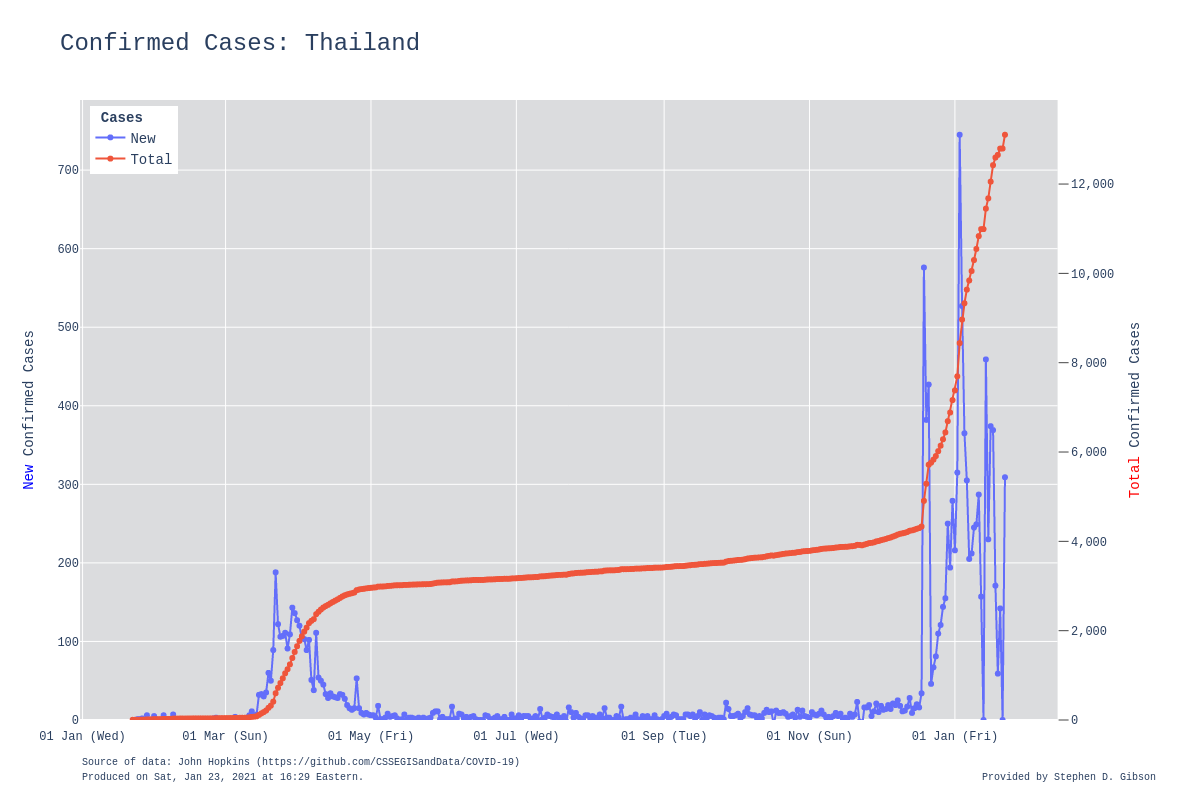 Confirmed Cases: Thailand
Cases
New
Total
700
600
500
400
300
200
100
0
12,000
10,000
8,000
6,000
4,000
2,000
0
New Confirmed Cases
Total Confirmed Cases
01 Jan (Wed)
01 Mar (Sun)
01 May (Fri)
01 Jul (Wed)
01 Sep (Tue)
01 Nov (Sun)
01 Jan (Fri)
Source of data: John Hopkins (https://github.com/CSSEGISandData/COVID-19)
Produced on Sat, Jan 23, 2021 at 16:29 Eastern.
Provided by Stephen D. Gibson